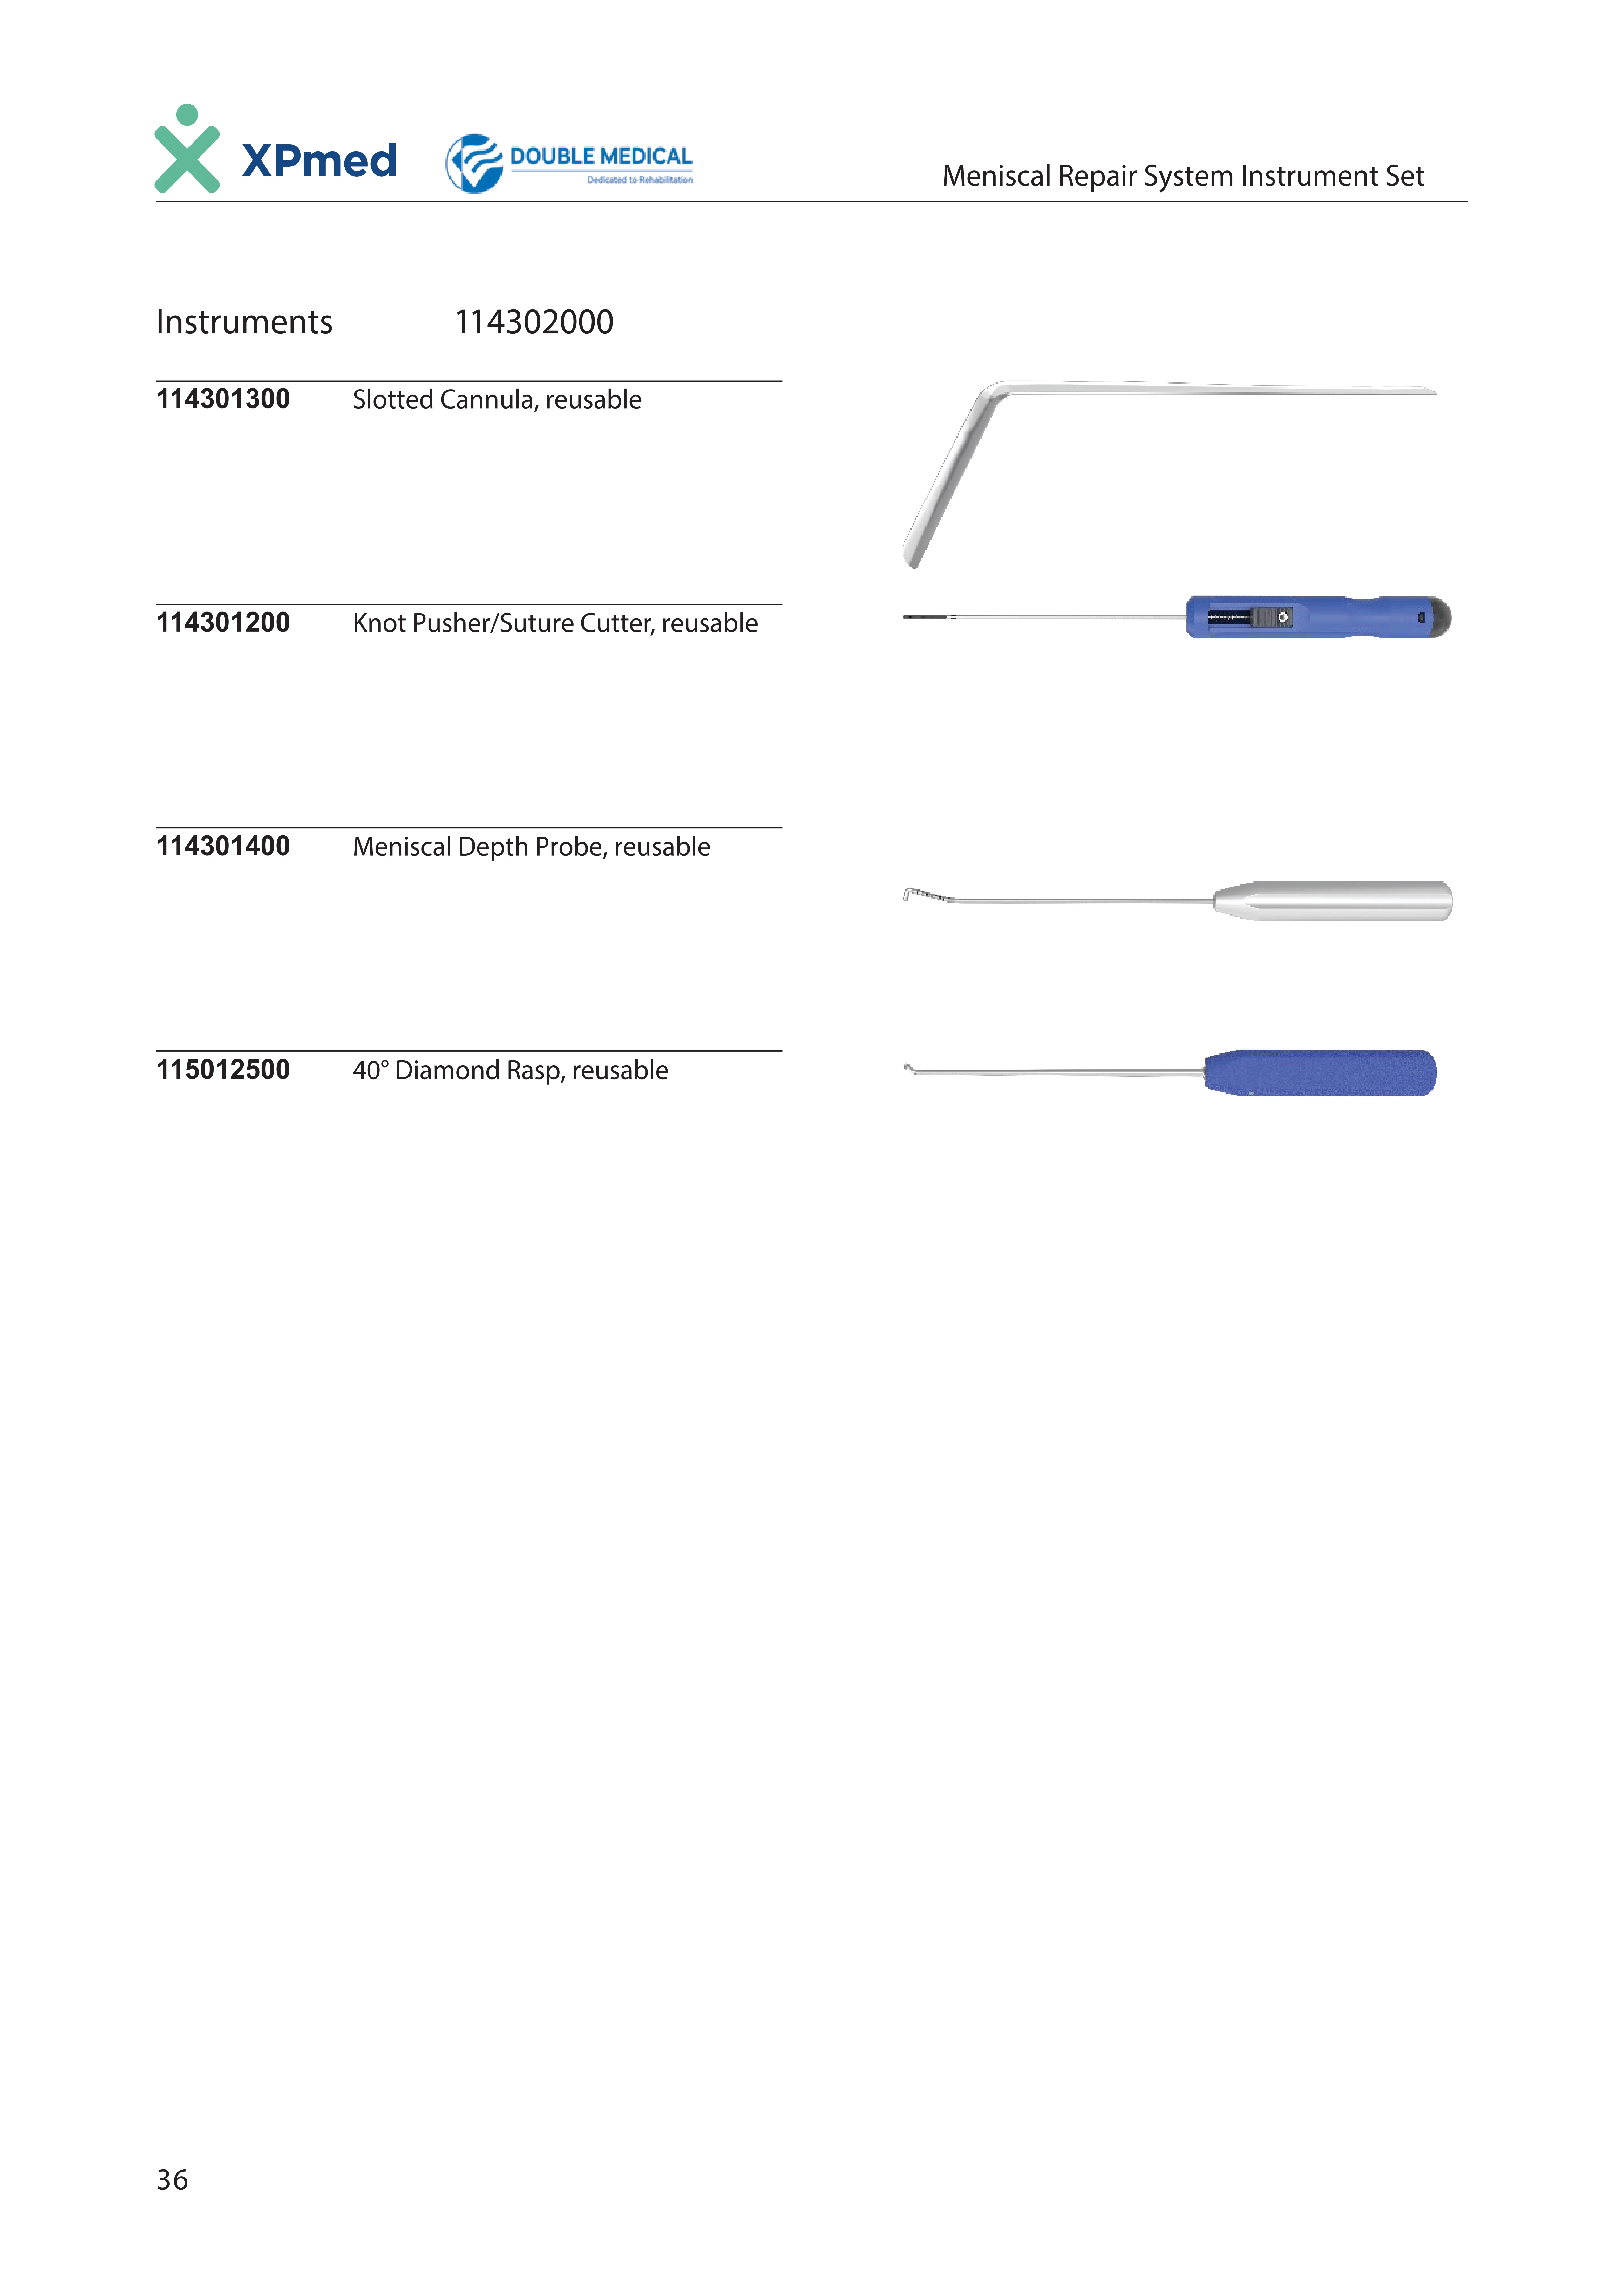 XPmed
DOUBLE MEDICAL
Dedicated to Rehabilitation
Meniscal Repair System Instrument Set
Instruments 114302000
114301300 Slotted Cannula, reusable
114301200 Knot Pusher/Suture Cutter, reusable
114301400 Meniscal Depth Probe, reusable
115012500 40° Diamond Rasp, reusable
36